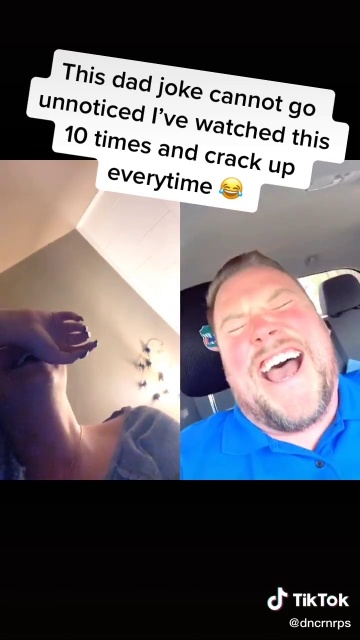 This dad joke cannot go
unnoticed I've watched this
10 times and crack up
everytime 😂
TikTok
@dncrnrps